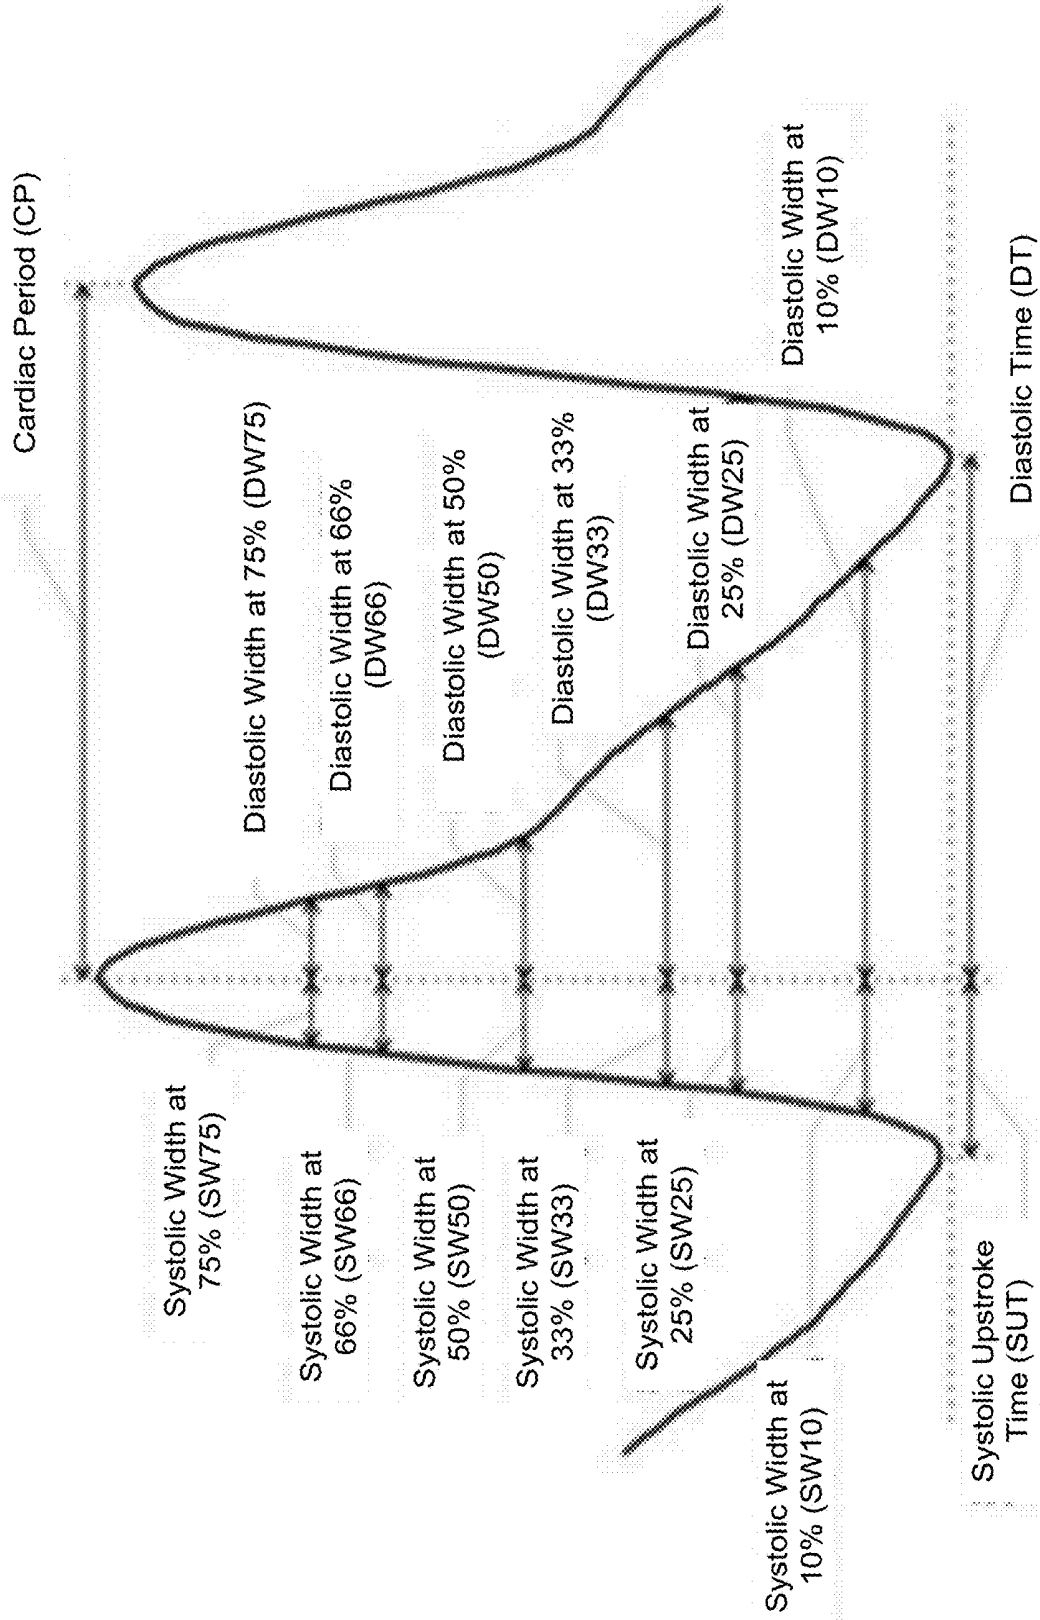 Cardiac Period (CP)
Systolic Width at
75% (SW75)
Diastolic Width at 75% (DW75)
Systolic Width at
66% (SW66)
Diastolic Width at 66%
(DW66)
Systolic Width at
50% (SW50)
Diastolic Width at 50%
(DW50)
Systolic Width at
33% (SW33)
Diastolic Width at 33%
(DW33)
Systolic Width at
25% (SW25)
Diastolic Width at
25% (DW25)
Systolic Width at
10% (SW10)
Diastolic Width at
10% (DW10)
Systolic Upstroke
Time (SUT)
Diastolic Time (DT)